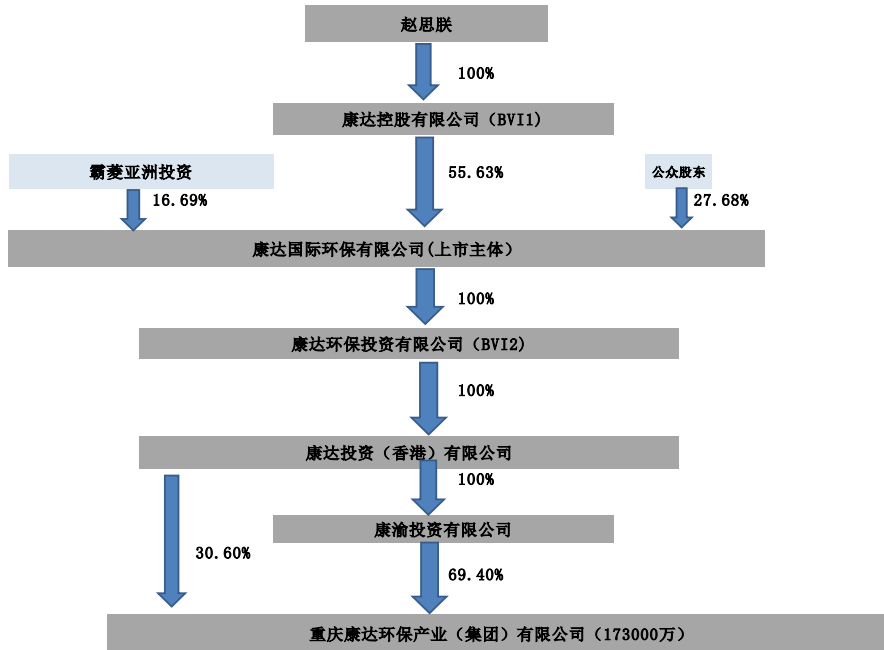 赵思朕
100%
康达控股有限公司（BVI1)
霸菱亚洲投资
55.63%
公众股东
16.69%
27.68%
康达国际环保有限公司(上市主体）
100%
康达环保投资有限公司（BVI2)
100%
康达投资（香港）有限公司
100%
康渝投资有限公司
30.60%
69.40%
重庆康达环保产业（集团）有限公司（173000万）